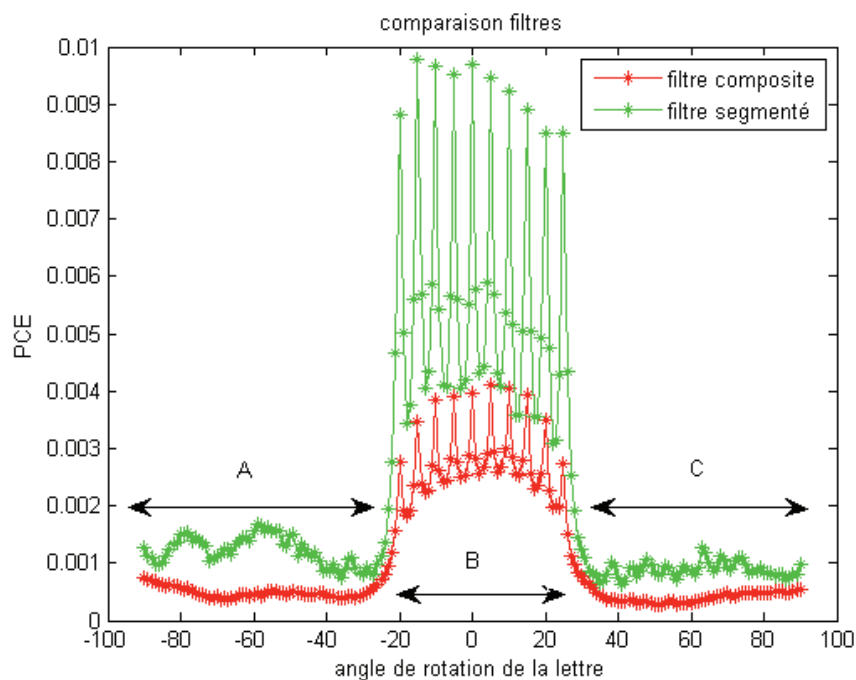 comparaison filtres
0.01
0.009
0.008
0.007
0.006
0.005
0.004
0.003
0.002
0.001
0
PCE
filtre composite
filtre segmenté
A
B
C
-100 -80 -60 -40 -20 0 20 40 60 80 100
angle de rotation de la lettre